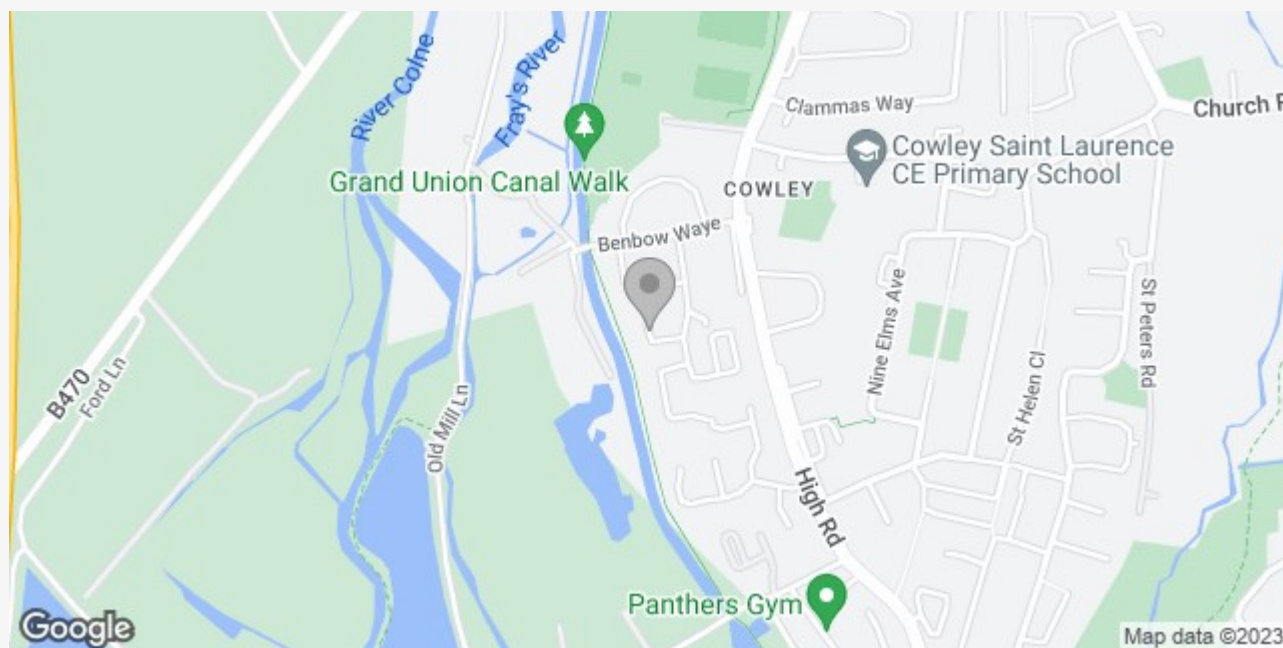 River Colne
Fray's River
Clammas Way
Church R
Cowley Saint Laurence
CE Primary School
Grand Union Canal Walk
COWLEY
Benbow Waye
Nine Elms Ave
St Peters Rd
B470
Ford Ln
St Helen Cl
Old Mill Ln
High Rd
Panthers Gym
Google
Map data ©2023